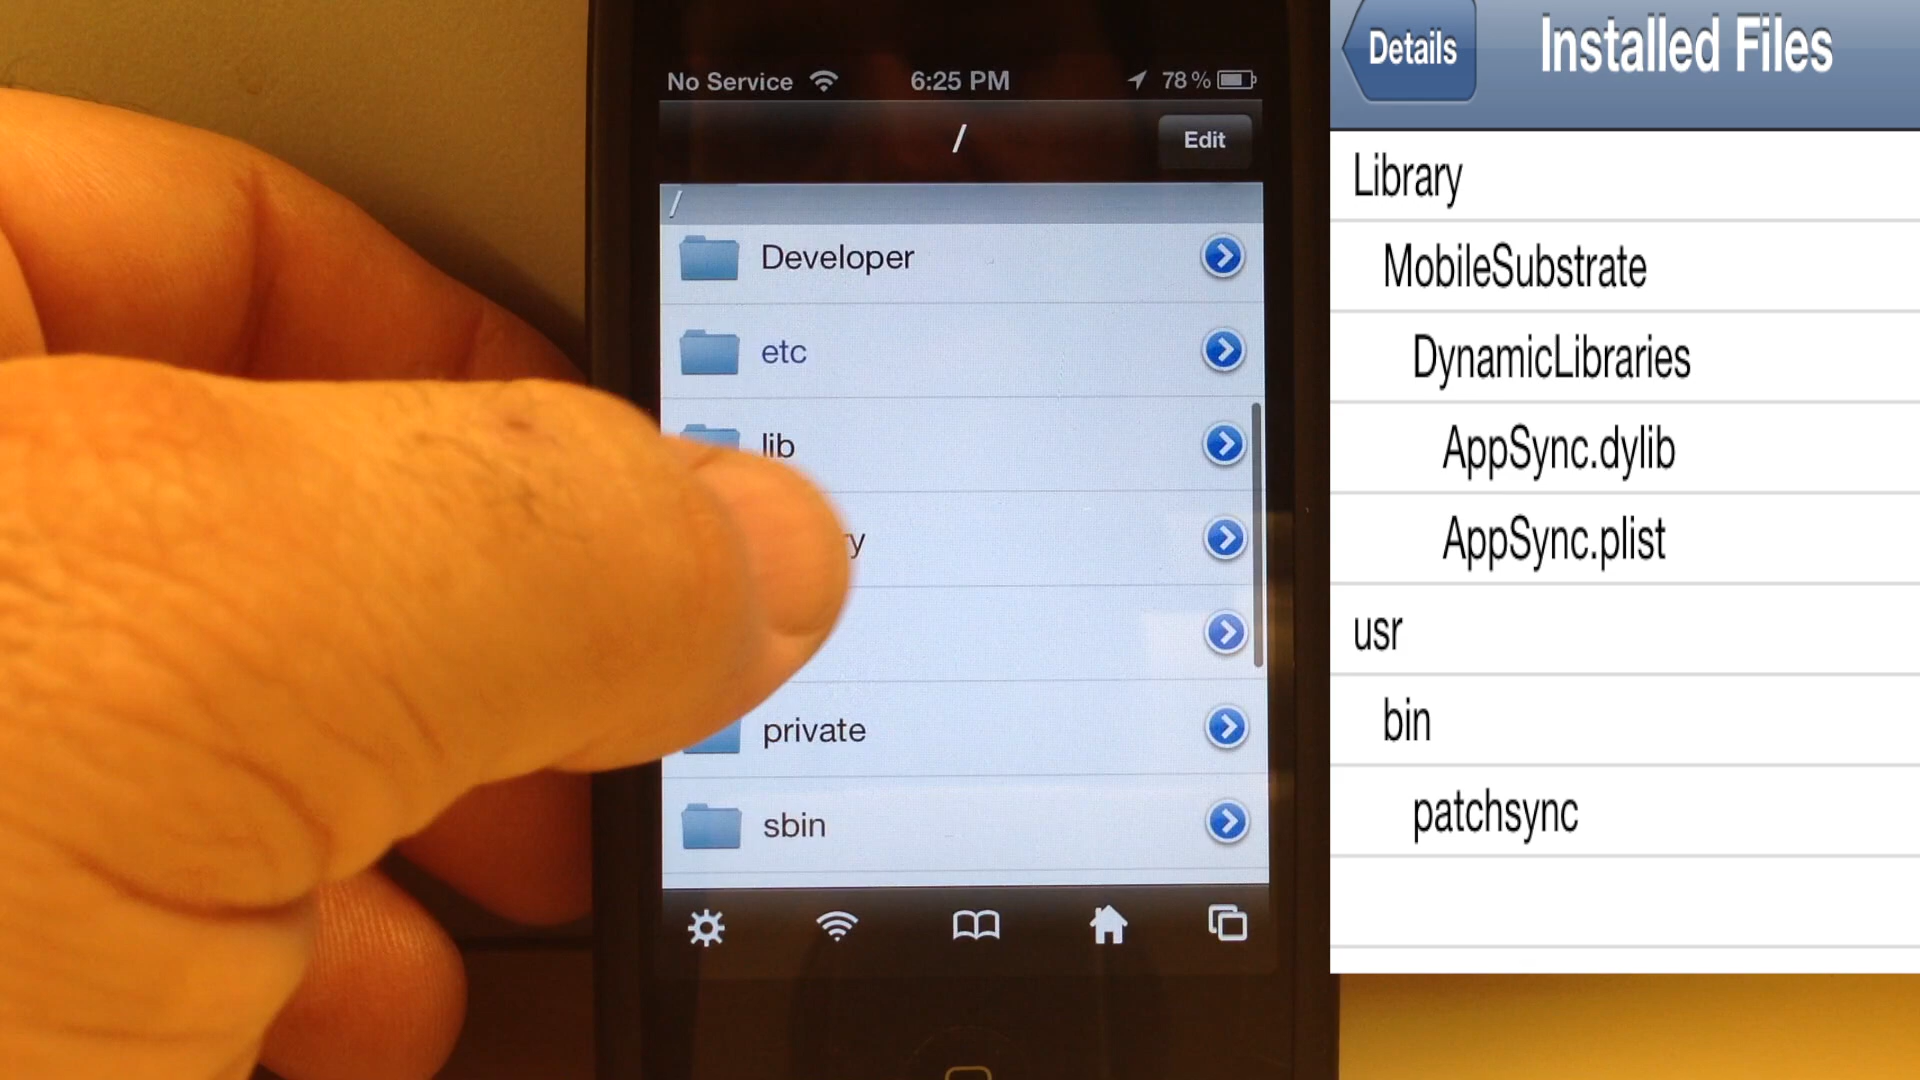 No Service
6:25 PM
78 %
/
Edit
/
Developer
etc
lib
private
sbin
Details
Installed Files
Library
MobileSubstrate
DynamicLibraries
AppSync.dylib
AppSync.plist
usr
bin
patchsync